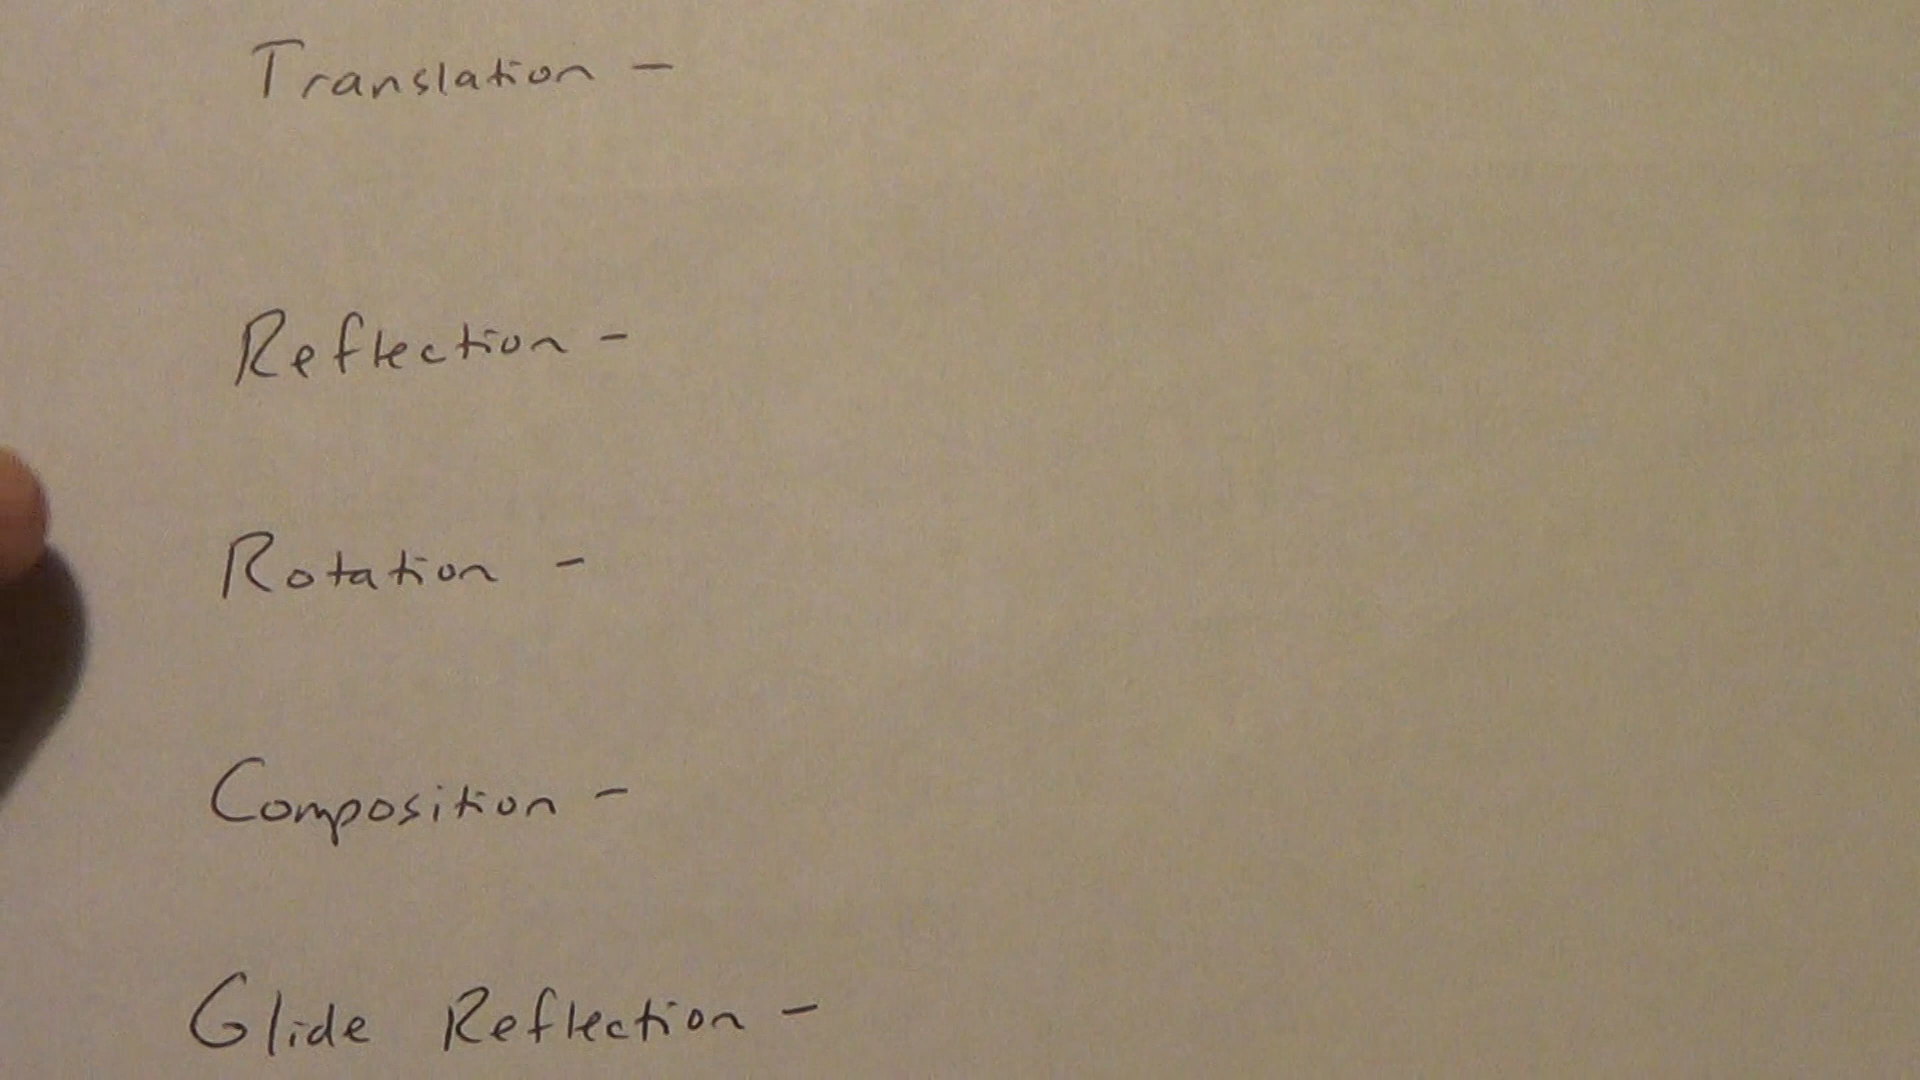 Translation -
Reflection -
Rotation -
Composition -
Glide Reflection -